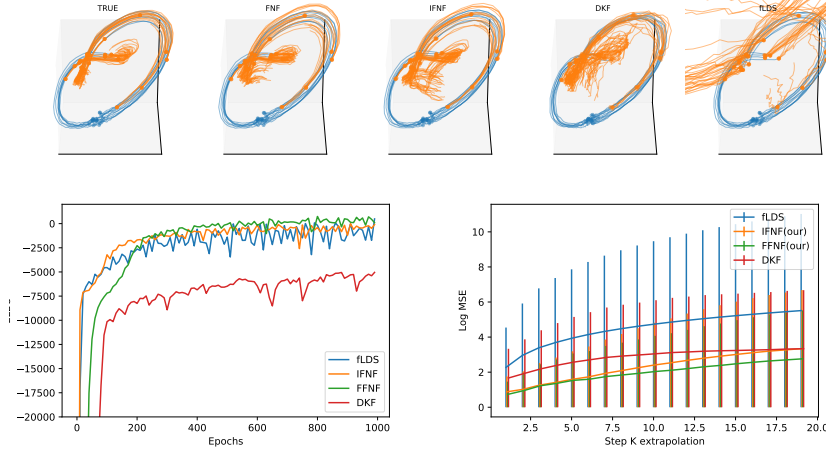 TRUE
FNF
IFNF
DKF
fLDS
0
−2500
−5000
−7500
−10000
−12500
−15000
−17500
−20000
0
200
400
600
800
1000
Epochs
fLDS
IFNF
FFNF
DKF
Log MSE
10
8
6
4
2
0
2.5
5.0
7.5
10.0
12.5
15.0
17.5
20.0
Step K extrapolation
fLDS
IFNF(our)
FFNF(our)
DKF